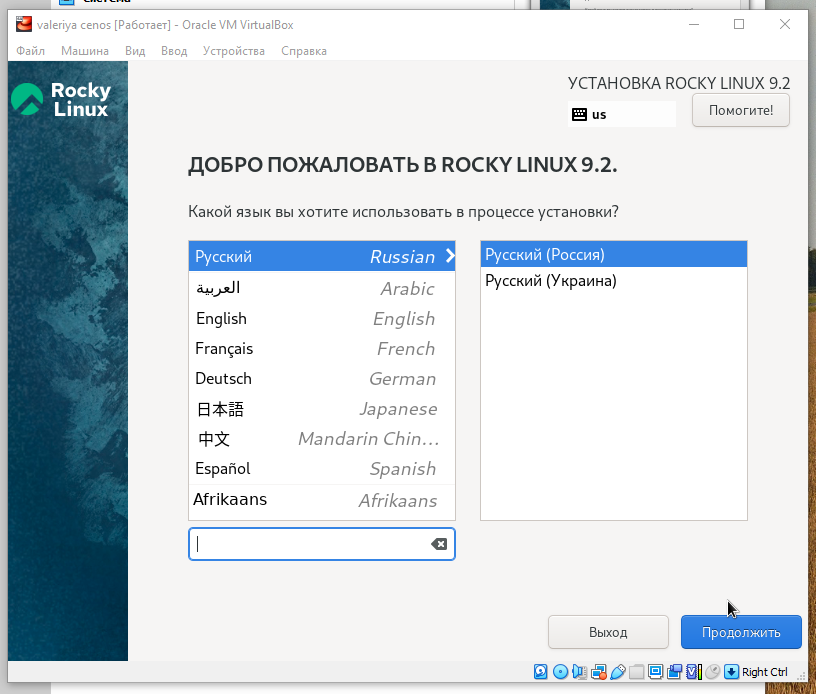 Система
valeriya cenos [Работает] - Oracle VM VirtualBox
Файл Машина Вид Ввод Устройства Справка
Rocky
Linux
УСТАНОВКА ROCKY LINUX 9.2
us
Помогите!
ДОБРО ПОЖАЛОВАТЬ В ROCKY LINUX 9.2.
Какой язык вы хотите использовать в процессе установки?
Русский Russian
العربية Arabic
English English
Français French
Deutsch German
日本語 Japanese
中文 Mandarin Chin…
Español Spanish
Afrikaans Afrikaans
Русский (Россия)
Русский (Украина)
Выход
Продолжить
Right Ctrl